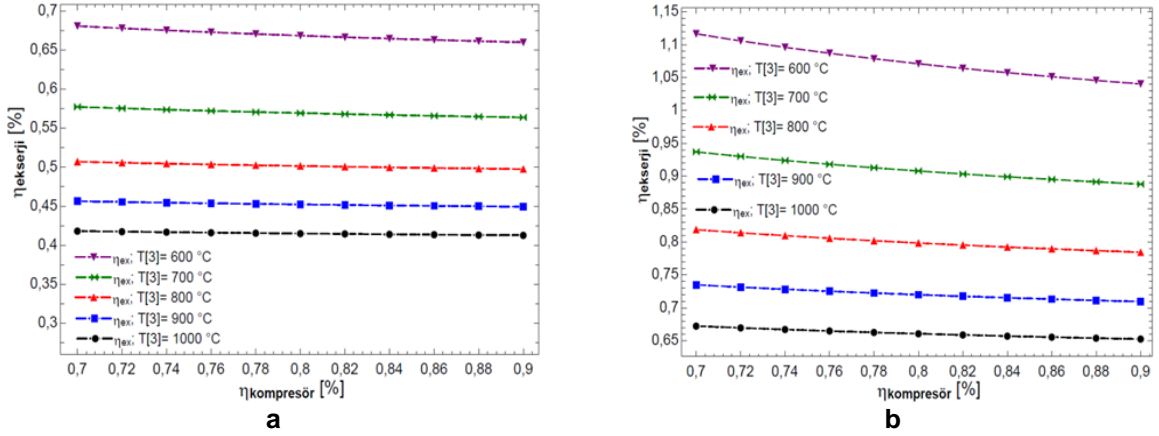 0,7
0,65
0,6
0,55
0,5
0,45
0,4
0,35
0,3
ηekserji [%]
ηex; T[3]= 600 °C
ηex; T[3]= 700 °C
ηex; T[3]= 800 °C
ηex; T[3]= 900 °C
ηex; T[3]= 1000 °C
0,7 0,72 0,74 0,76 0,78 0,8 0,82 0,84 0,86 0,88 0,9
ηkompresör [%]
a
1,15
1,1
1,05
1
0,95
0,9
0,85
0,8
0,75
0,7
0,65
ηekserji [%]
ηex; T[3]= 600 °C
ηex; T[3]= 700 °C
ηex; T[3]= 800 °C
ηex; T[3]= 900 °C
ηex; T[3]= 1000 °C
0,7 0,72 0,74 0,76 0,78 0,8 0,82 0,84 0,86 0,88 0,9
ηkompresör [%]
b